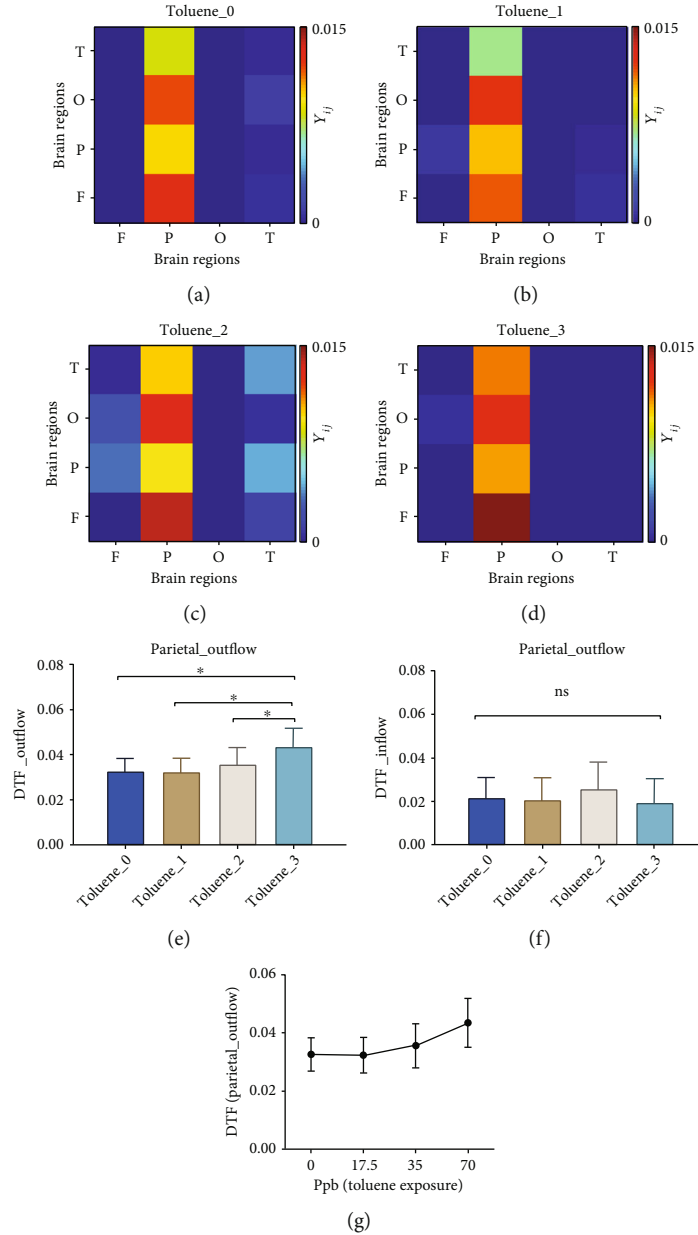 Toluene_0
T
O
P
F
Brain regions
F P O T
Brain regions
0.015
Y_ij
0
(a)
Toluene_1
T
O
P
F
Brain regions
F P O T
Brain regions
0.015
Y_ij
0
(b)
Toluene_2
T
O
P
F
Brain regions
F P O T
Brain regions
0.015
Y_ij
0
(c)
Toluene_3
T
O
P
F
Brain regions
F P O T
Brain regions
0.015
Y_ij
0
(d)
Parietal_outflow
0.08
0.06
0.04
0.02
0.00
DTF _outflow
*
*
*
Toluene_0
Toluene_1
Toluene_2
Toluene_3
(e)
Parietal_outflow
0.08
0.06
0.04
0.02
0.00
DTF_inflow
ns
Toluene_0
Toluene_1
Toluene_2
Toluene_3
(f)
0.06
0.04
0.02
0.00
DTF (parietal_outflow)
0 17.5 35 70
Ppb (toluene exposure)
(g)